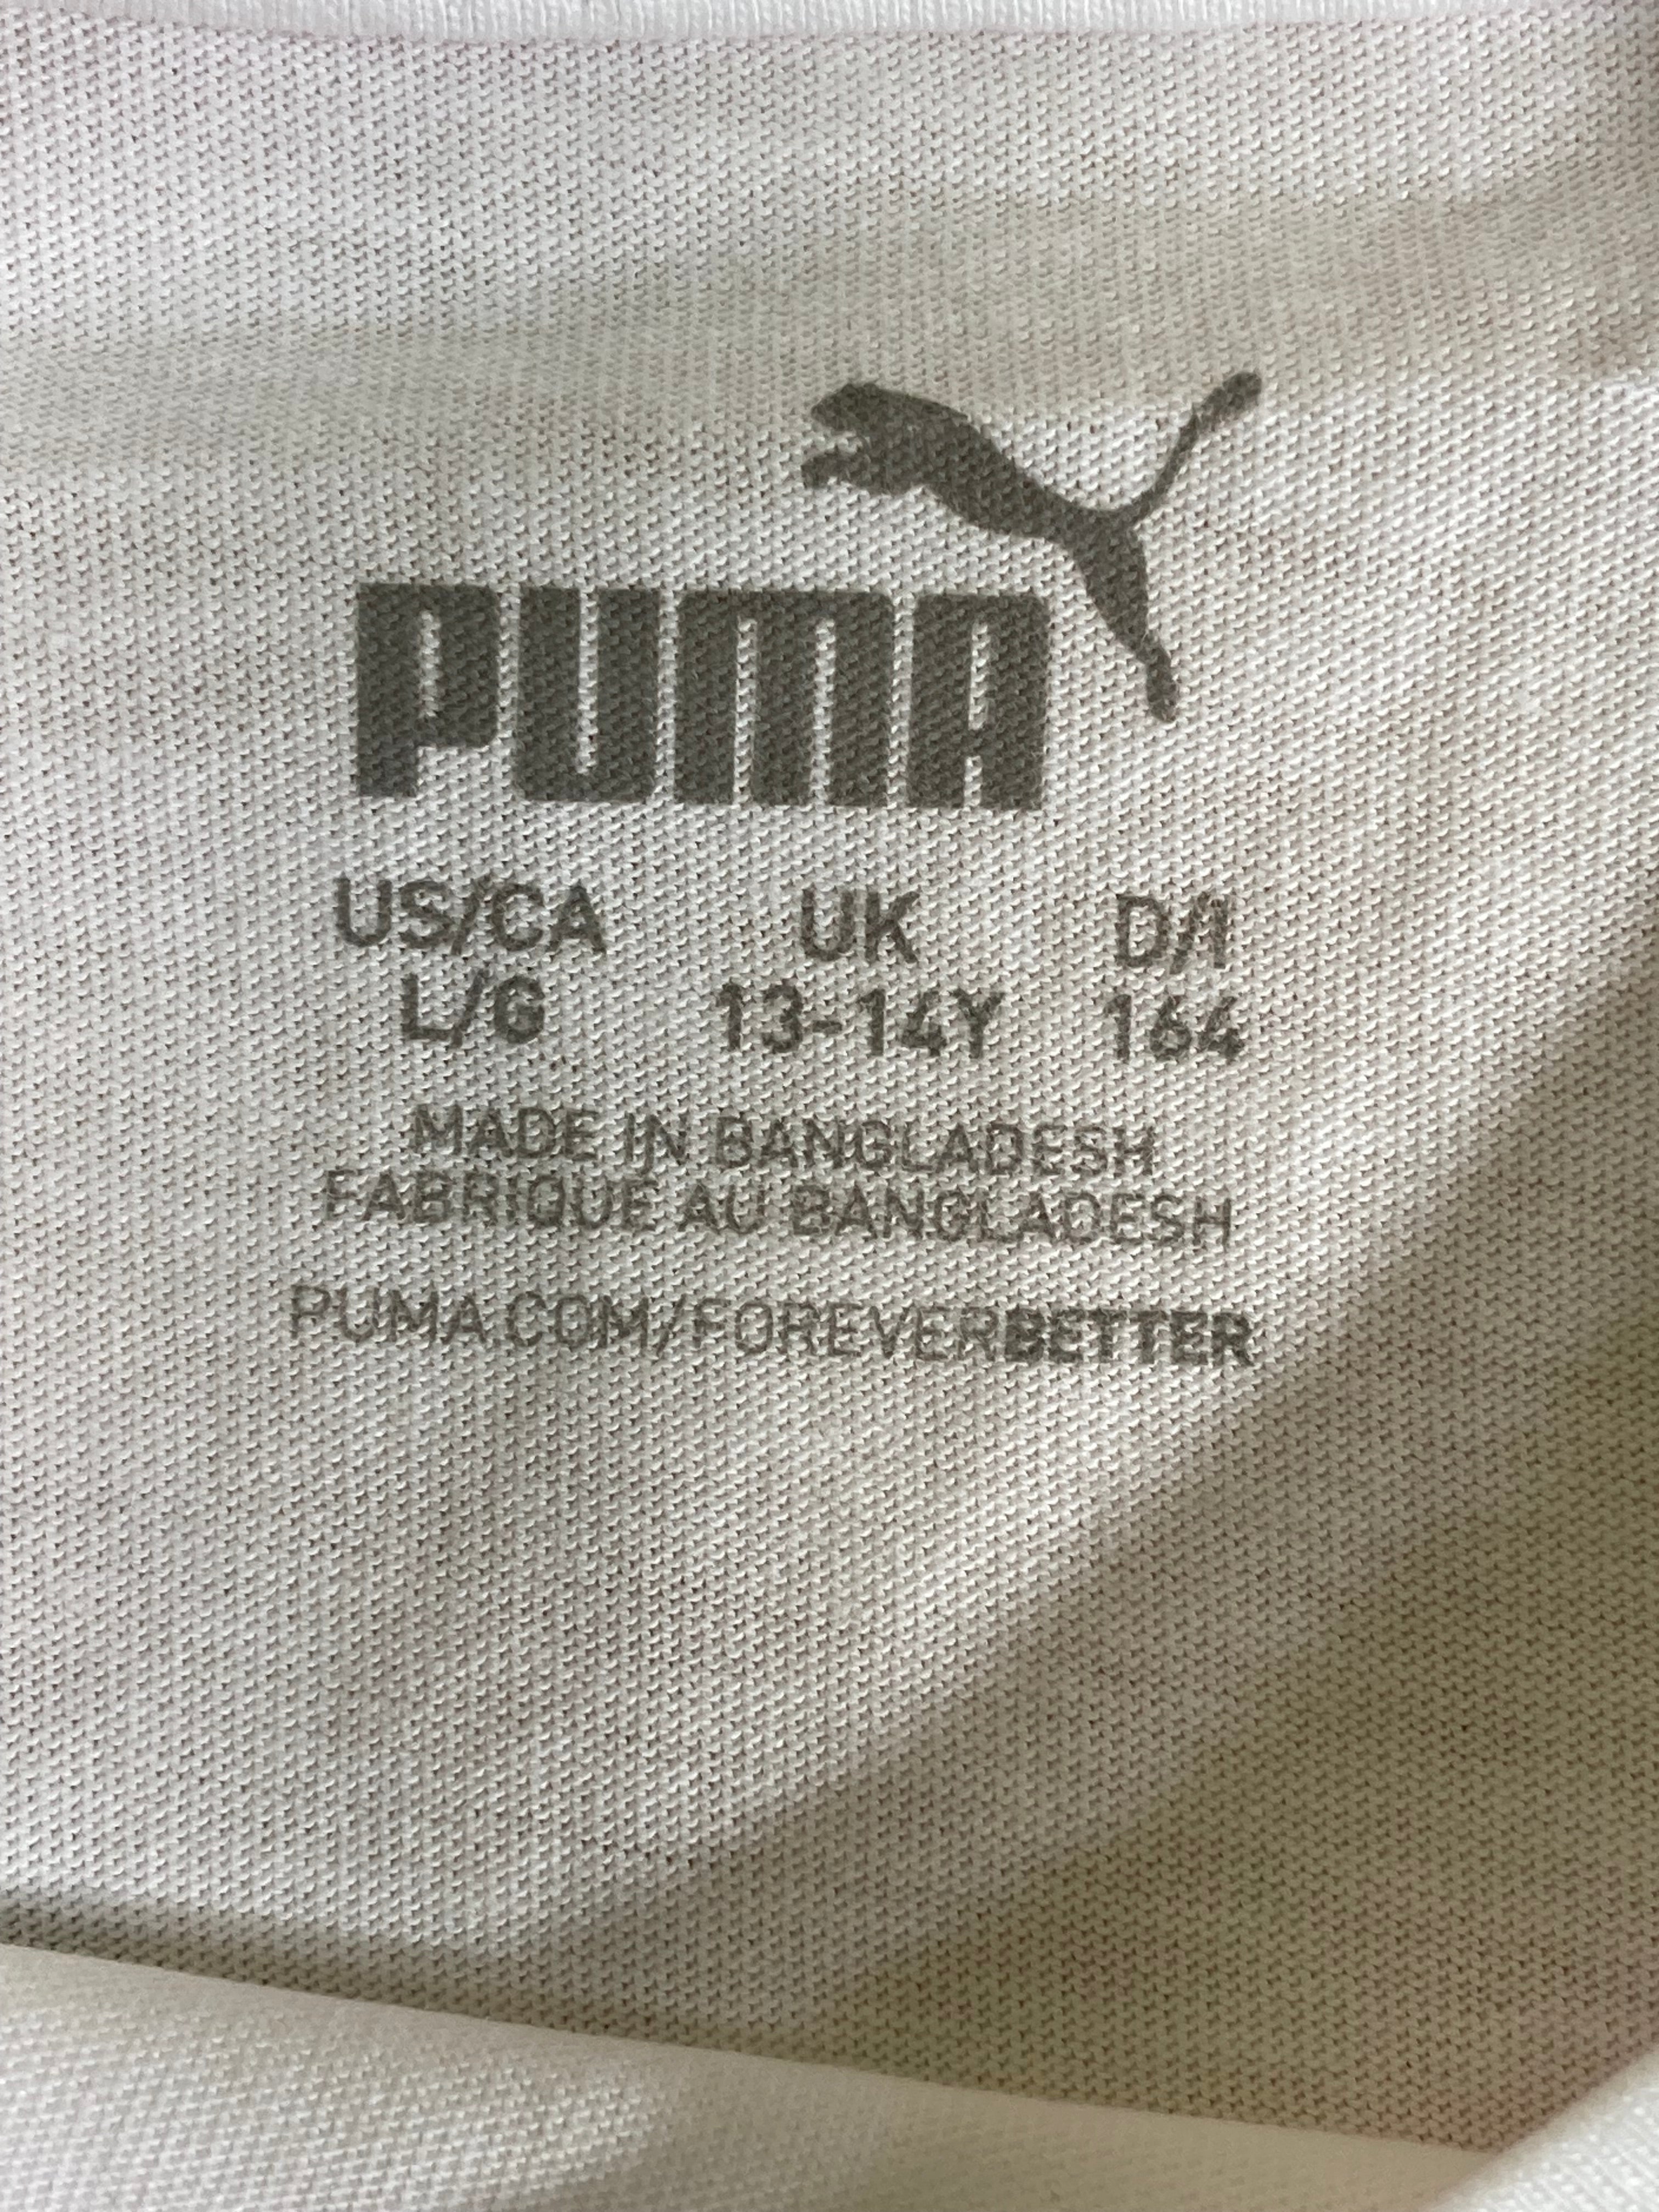 PUMA
US/CA UK D/I
L/G 13-14Y 164
MADE IN BANGLADESH
FABRIQUE AU BANGLADESH
PUMA.COM/FOREVERBETTER